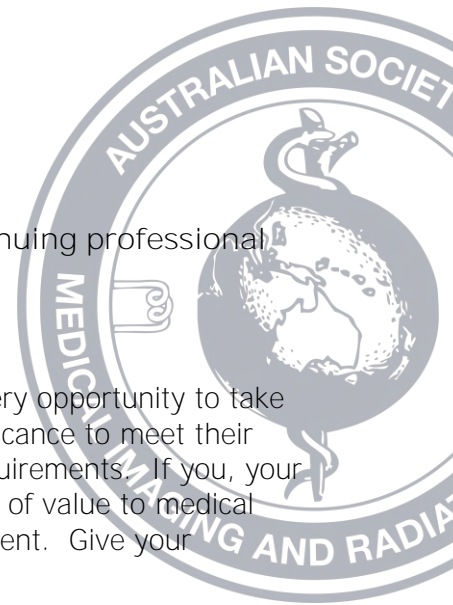 AUSTRALIAN SOCIET
MEDICAL IMAGING AND RADIAT
nuing professional
ery opportunity to take
icance to meet their
uirements. If you, your
of value to medical
ent. Give your